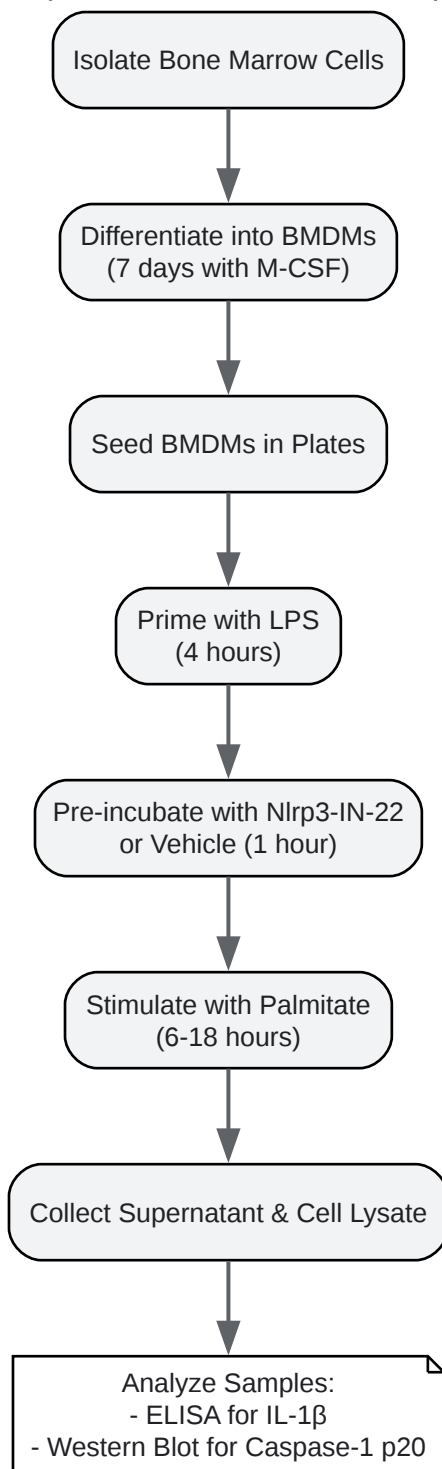 Isolate Bone Marrow Cells
Differentiate into BMDMs
(7 days with M-CSF)
Seed BMDMs in Plates
Prime with LPS
(4 hours)
Pre-incubate with Nlrp3-IN-22
or Vehicle (1 hour)
Stimulate with Palmitate
(6-18 hours)
Collect Supernatant & Cell Lysate
Analyze Samples:
- ELISA for IL-1β
- Western Blot for Caspase-1 p20